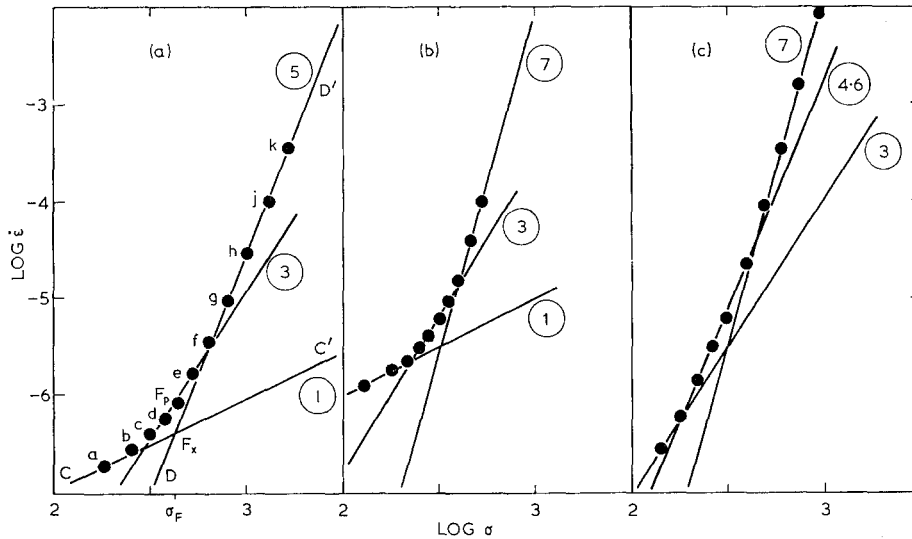 (a)
5
D'
k
j
h
3
g
f
C'
e
F_p
d
c
1
b
F_x
a
C
D
(b)
7
3
1
(c)
7
4·6
3
-3
-4
-5
-6
LOG ε̇
2
σ_F
3
2
3
2
3
LOG σ